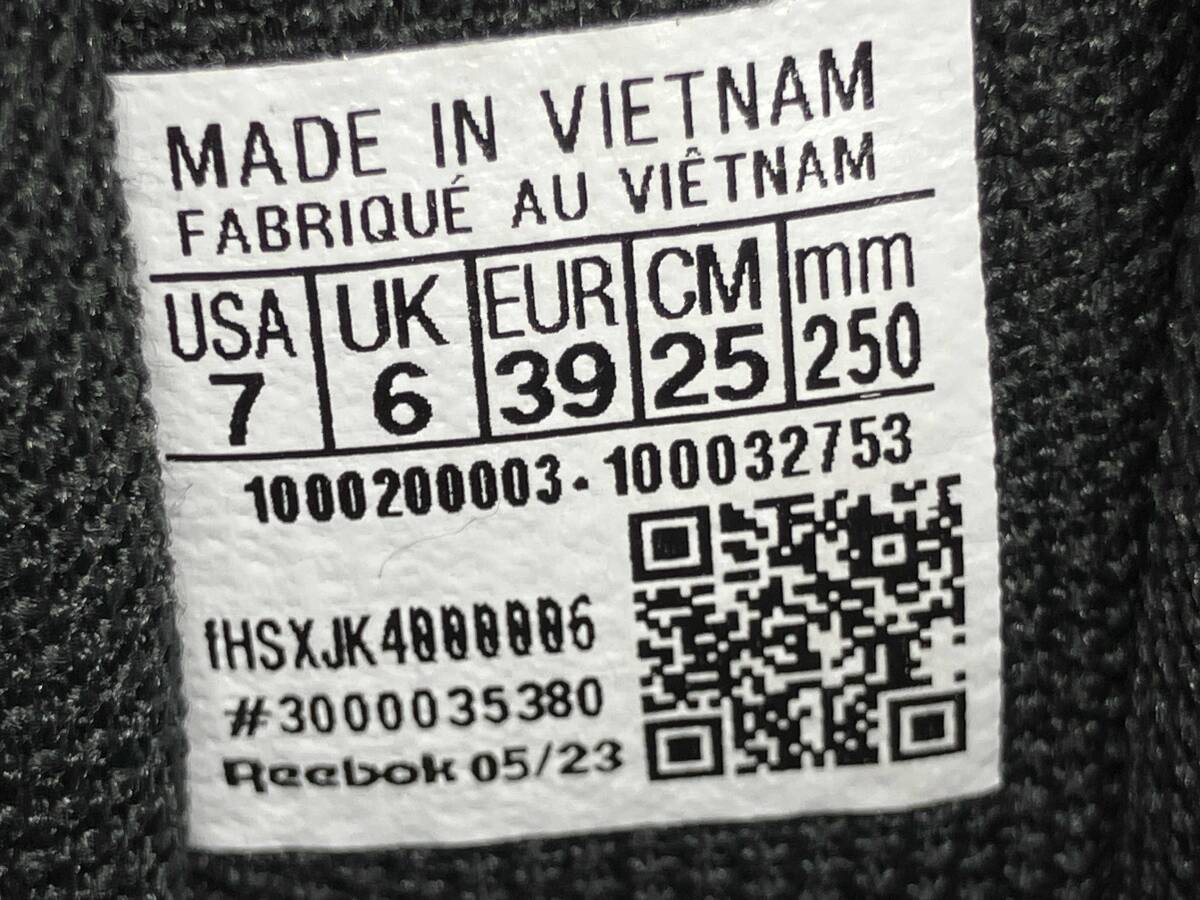 MADE IN VIETNAM
FABRIQUÉ AU VIÊTNAM
USA UK EUR CM mm
7 6 39 25 250
1000200003-100032753
1HSXJK4000006
#3000035380
Reebok 05/23